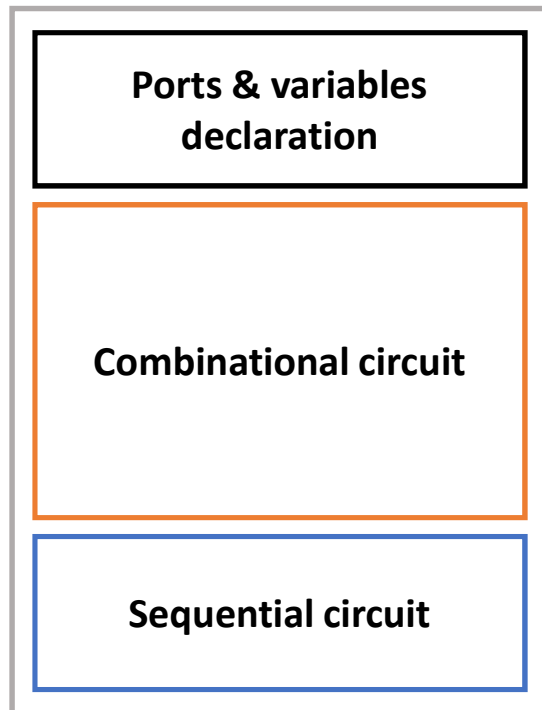 Ports & variables
declaration
Combinational circuit
Sequential circuit